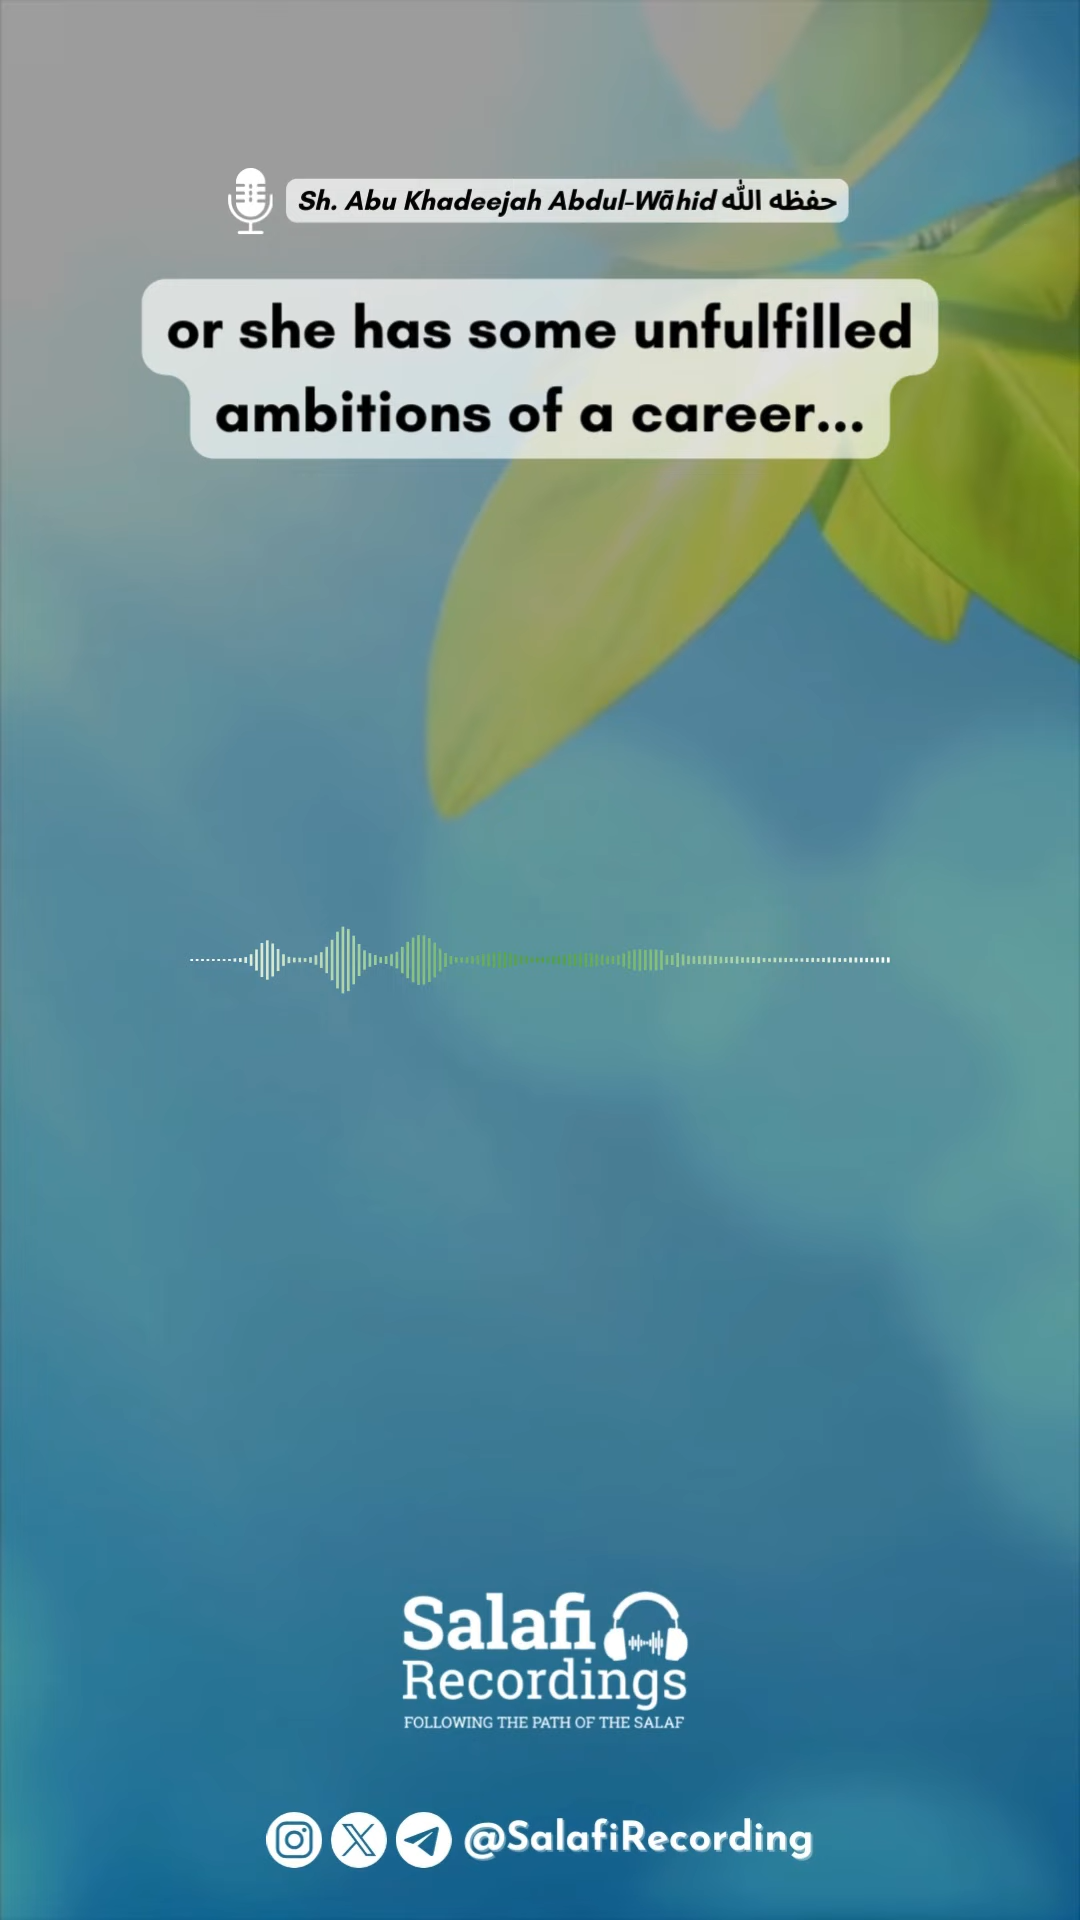 Sh. Abu Khadeejah Abdul-Wāhid حفظه الله
or she has some unfulfilled
ambitions of a career...
Salafi
Recordings
FOLLOWING THE PATH OF THE SALAF
@SalafiRecording